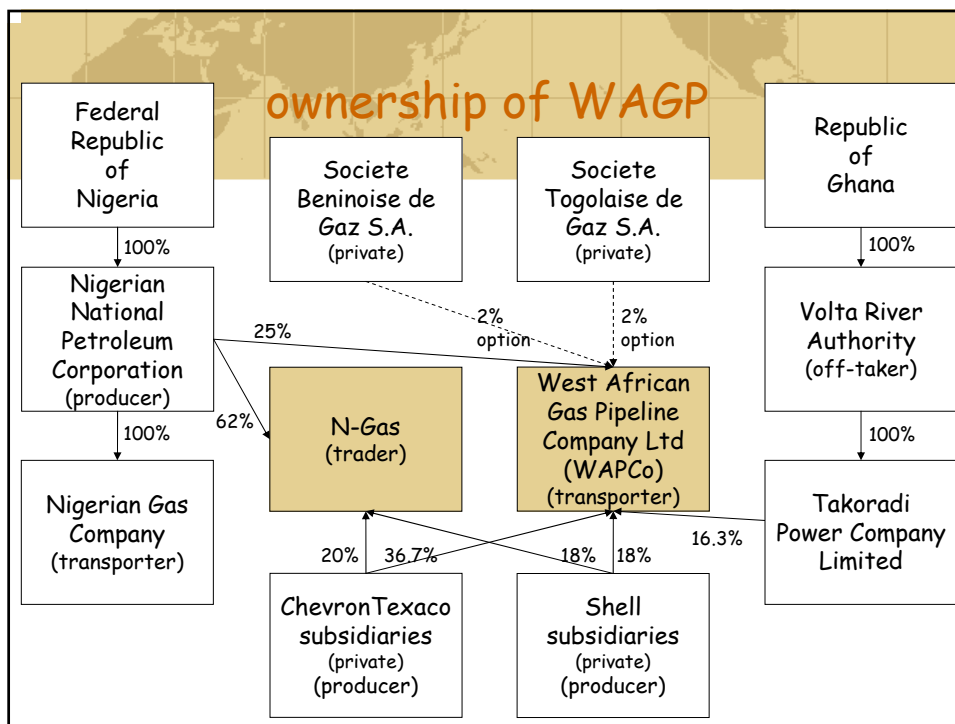 ownership of WAGP
Federal
Republic
of
Nigeria
Societe
Beninoise de
Gaz S.A.
(private)
Societe
Togolaise de
Gaz S.A.
(private)
Republic
of
Ghana
100%
100%
Nigerian
National
Petroleum
Corporation
(producer)
25%
2%
option
2%
option
Volta River
Authority
(off-taker)
62%
N-Gas
(trader)
West African
Gas Pipeline
Company Ltd
(WAPCo)
(transporter)
100%
100%
Nigerian Gas
Company
(transporter)
Takoradi
Power Company
Limited
20%
36.7%
18%
18%
16.3%
ChevronTexaco
subsidiaries
(private)
(producer)
Shell
subsidiaries
(private)
(producer)